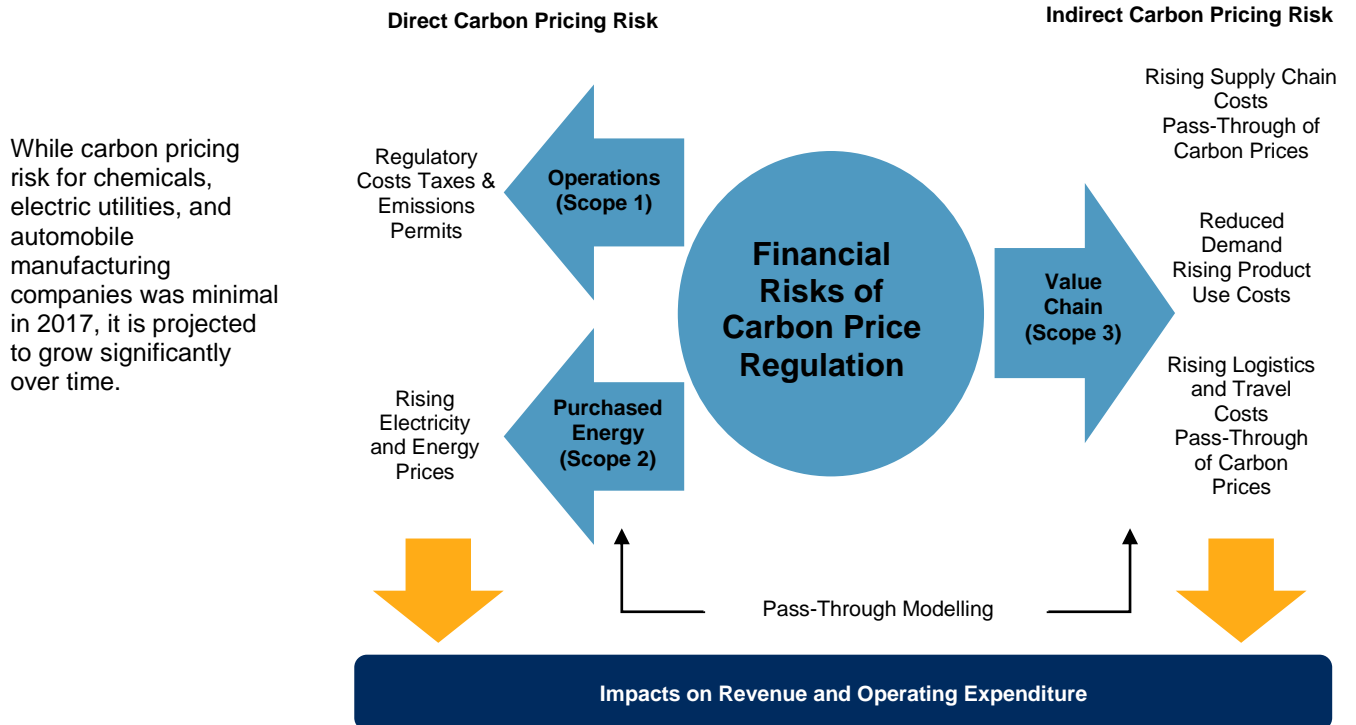 Direct Carbon Pricing Risk
Indirect Carbon Pricing Risk
While carbon pricing
risk for chemicals,
electric utilities, and
automobile
manufacturing
companies was minimal
in 2017, it is projected
to grow significantly
over time.
Regulatory
Costs Taxes &
Emissions
Permits
Operations
(Scope 1)
Rising
Electricity
and Energy
Prices
Purchased
Energy
(Scope 2)
Financial
Risks of
Carbon Price
Regulation
Value
Chain
(Scope 3)
Rising Supply Chain
Costs
Pass-Through of
Carbon Prices
Reduced
Demand
Rising Product
Use Costs
Rising Logistics
and Travel
Costs
Pass-Through
of Carbon
Prices
Pass-Through Modelling
Impacts on Revenue and Operating Expenditure